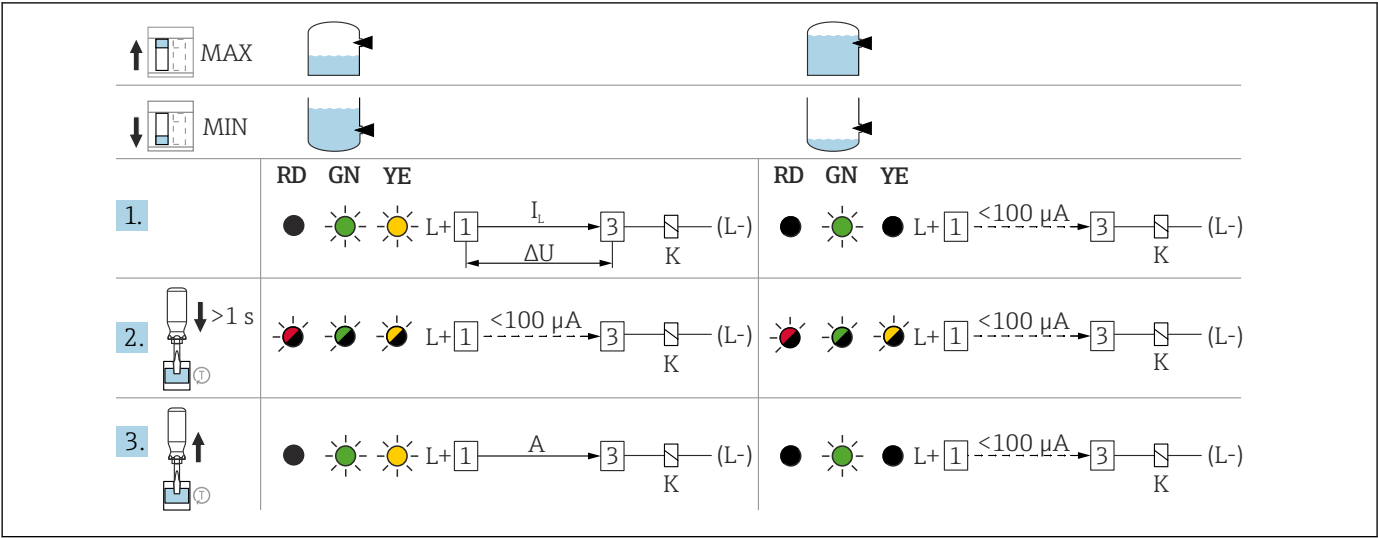 MAX
MIN
RD GN YE RD GN YE
1. L+ 1 I_L 3 (L-) L+ 1 <100 µA 3 (L-)
ΔU K K
2. >1 s L+ 1 <100 µA 3 (L-) L+ 1 <100 µA 3 (L-)
T K K
3. L+ 1 A 3 (L-) L+ 1 <100 µA 3 (L-)
T K K